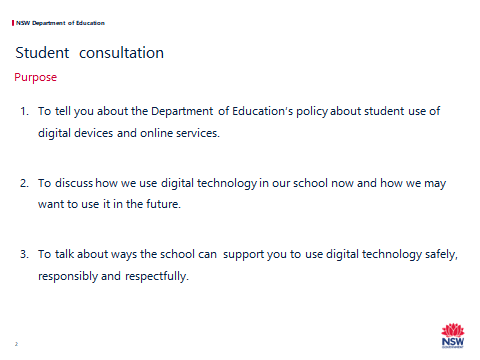 NSW Department of Education
Student consultation
Purpose
1. To tell you about the Department of Education's policy about student use of
digital devices and online services.
2. To discuss how we use digital technology in our school now and how we may
want to use it in the future.
3. To talk about ways the school can support you to use digital technology safely,
responsibly and respectfully.
2
NSW